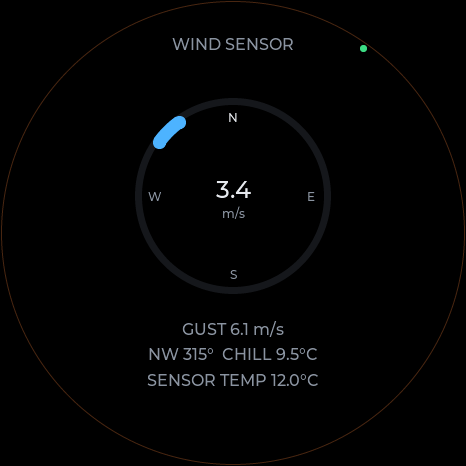 WIND SENSOR
N
W
3.4
E
m/s
S
GUST 6.1 m/s
NW 315° CHILL 9.5°C
SENSOR TEMP 12.0°C